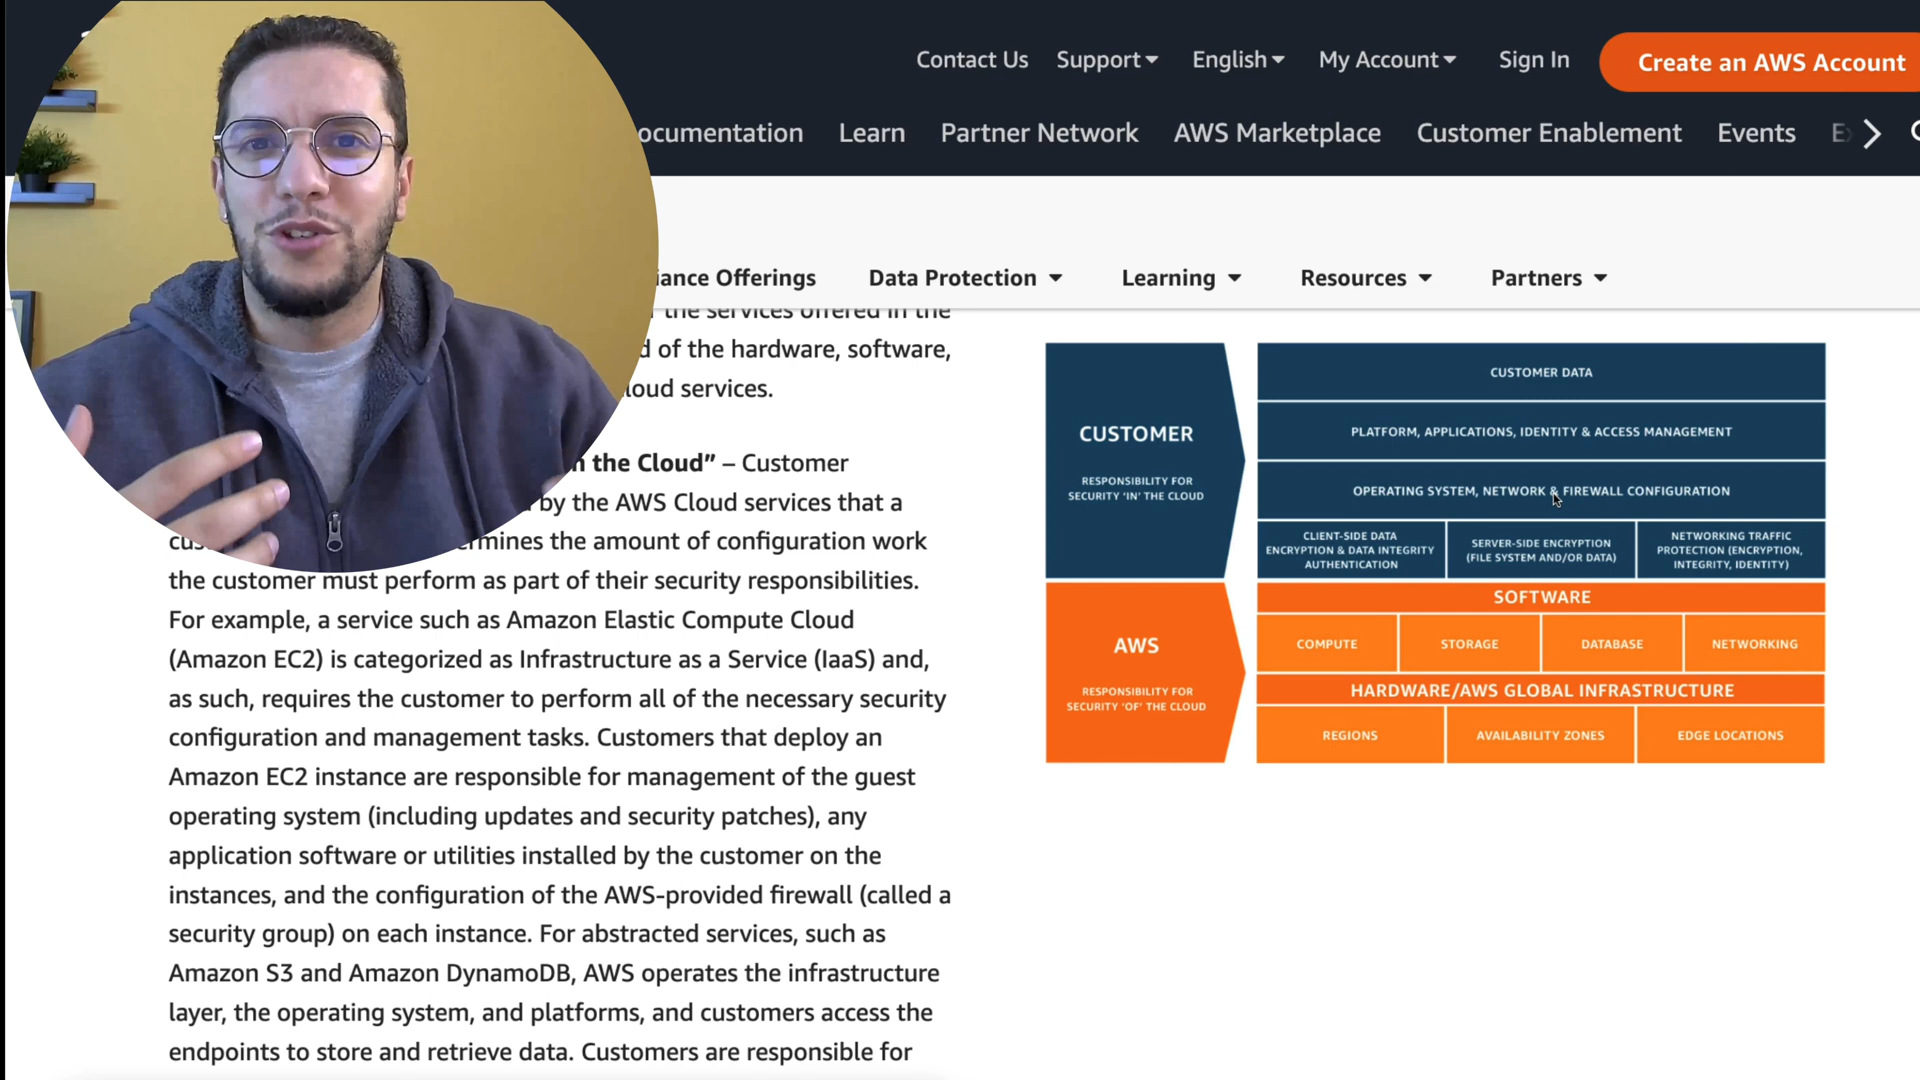 Contact Us Support English My Account Sign In Create an AWS Account
ocumentation Learn Partner Network AWS Marketplace Customer Enablement Events
iance Offerings Data Protection Learning Resources Partners
the services offered in the
d of the hardware, software,
loud services.
n the Cloud” – Customer
by the AWS Cloud services that a
cus ermines the amount of configuration work
the customer must perform as part of their security responsibilities.
For example, a service such as Amazon Elastic Compute Cloud
(Amazon EC2) is categorized as Infrastructure as a Service (IaaS) and,
as such, requires the customer to perform all of the necessary security
configuration and management tasks. Customers that deploy an
Amazon EC2 instance are responsible for management of the guest
operating system (including updates and security patches), any
application software or utilities installed by the customer on the
instances, and the configuration of the AWS-provided firewall (called a
security group) on each instance. For abstracted services, such as
Amazon S3 and Amazon DynamoDB, AWS operates the infrastructure
layer, the operating system, and platforms, and customers access the
endpoints to store and retrieve data. Customers are responsible for
CUSTOMER
RESPONSIBILITY FOR
SECURITY ‘IN’ THE CLOUD
CUSTOMER DATA
PLATFORM, APPLICATIONS, IDENTITY & ACCESS MANAGEMENT
OPERATING SYSTEM, NETWORK & FIREWALL CONFIGURATION
CLIENT-SIDE DATA
ENCRYPTION & DATA INTEGRITY
AUTHENTICATION
SERVER-SIDE ENCRYPTION
(FILE SYSTEM AND/OR DATA)
NETWORKING TRAFFIC
PROTECTION (ENCRYPTION,
INTEGRITY, IDENTITY)
AWS
RESPONSIBILITY FOR
SECURITY ‘OF’ THE CLOUD
SOFTWARE
COMPUTE STORAGE DATABASE NETWORKING
HARDWARE/AWS GLOBAL INFRASTRUCTURE
REGIONS AVAILABILITY ZONES EDGE LOCATIONS